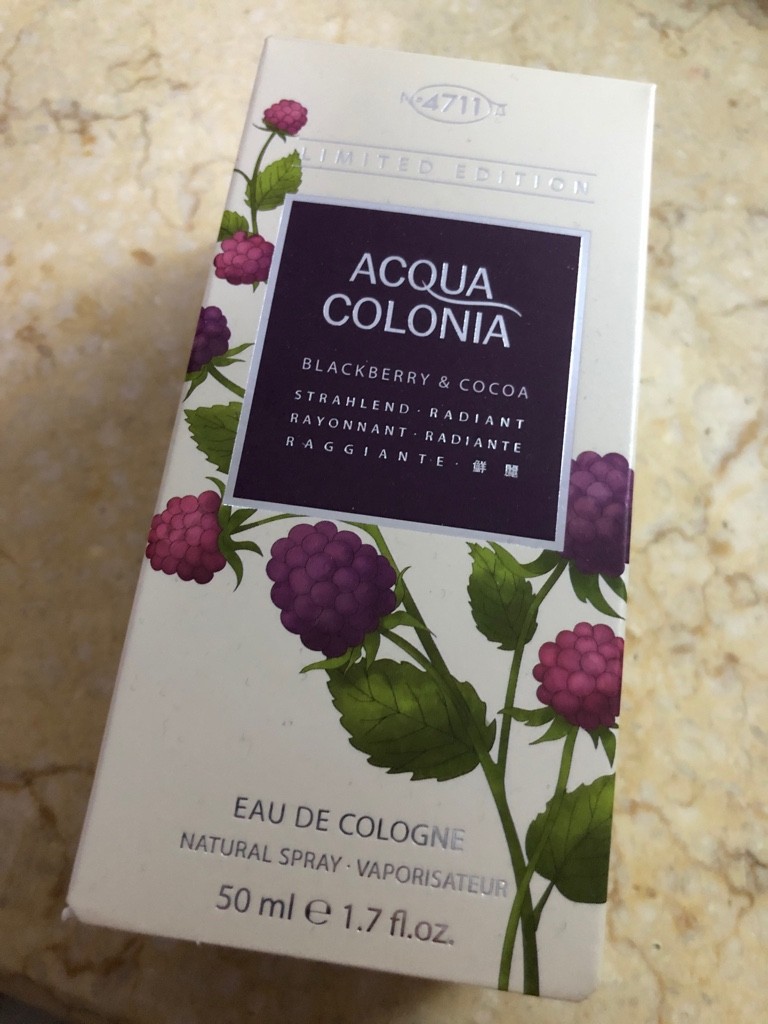 Nº 4711
LIMITED EDITION
ACQUA
COLONIA
BLACKBERRY & COCOA
STRAHLEND · RADIANT
RAYONNANT · RADIANTE
RAGGIANTE · 鲜 麗
EAU DE COLOGNE
NATURAL SPRAY · VAPORISATEUR
50 ml ℮ 1.7 fl.oz.